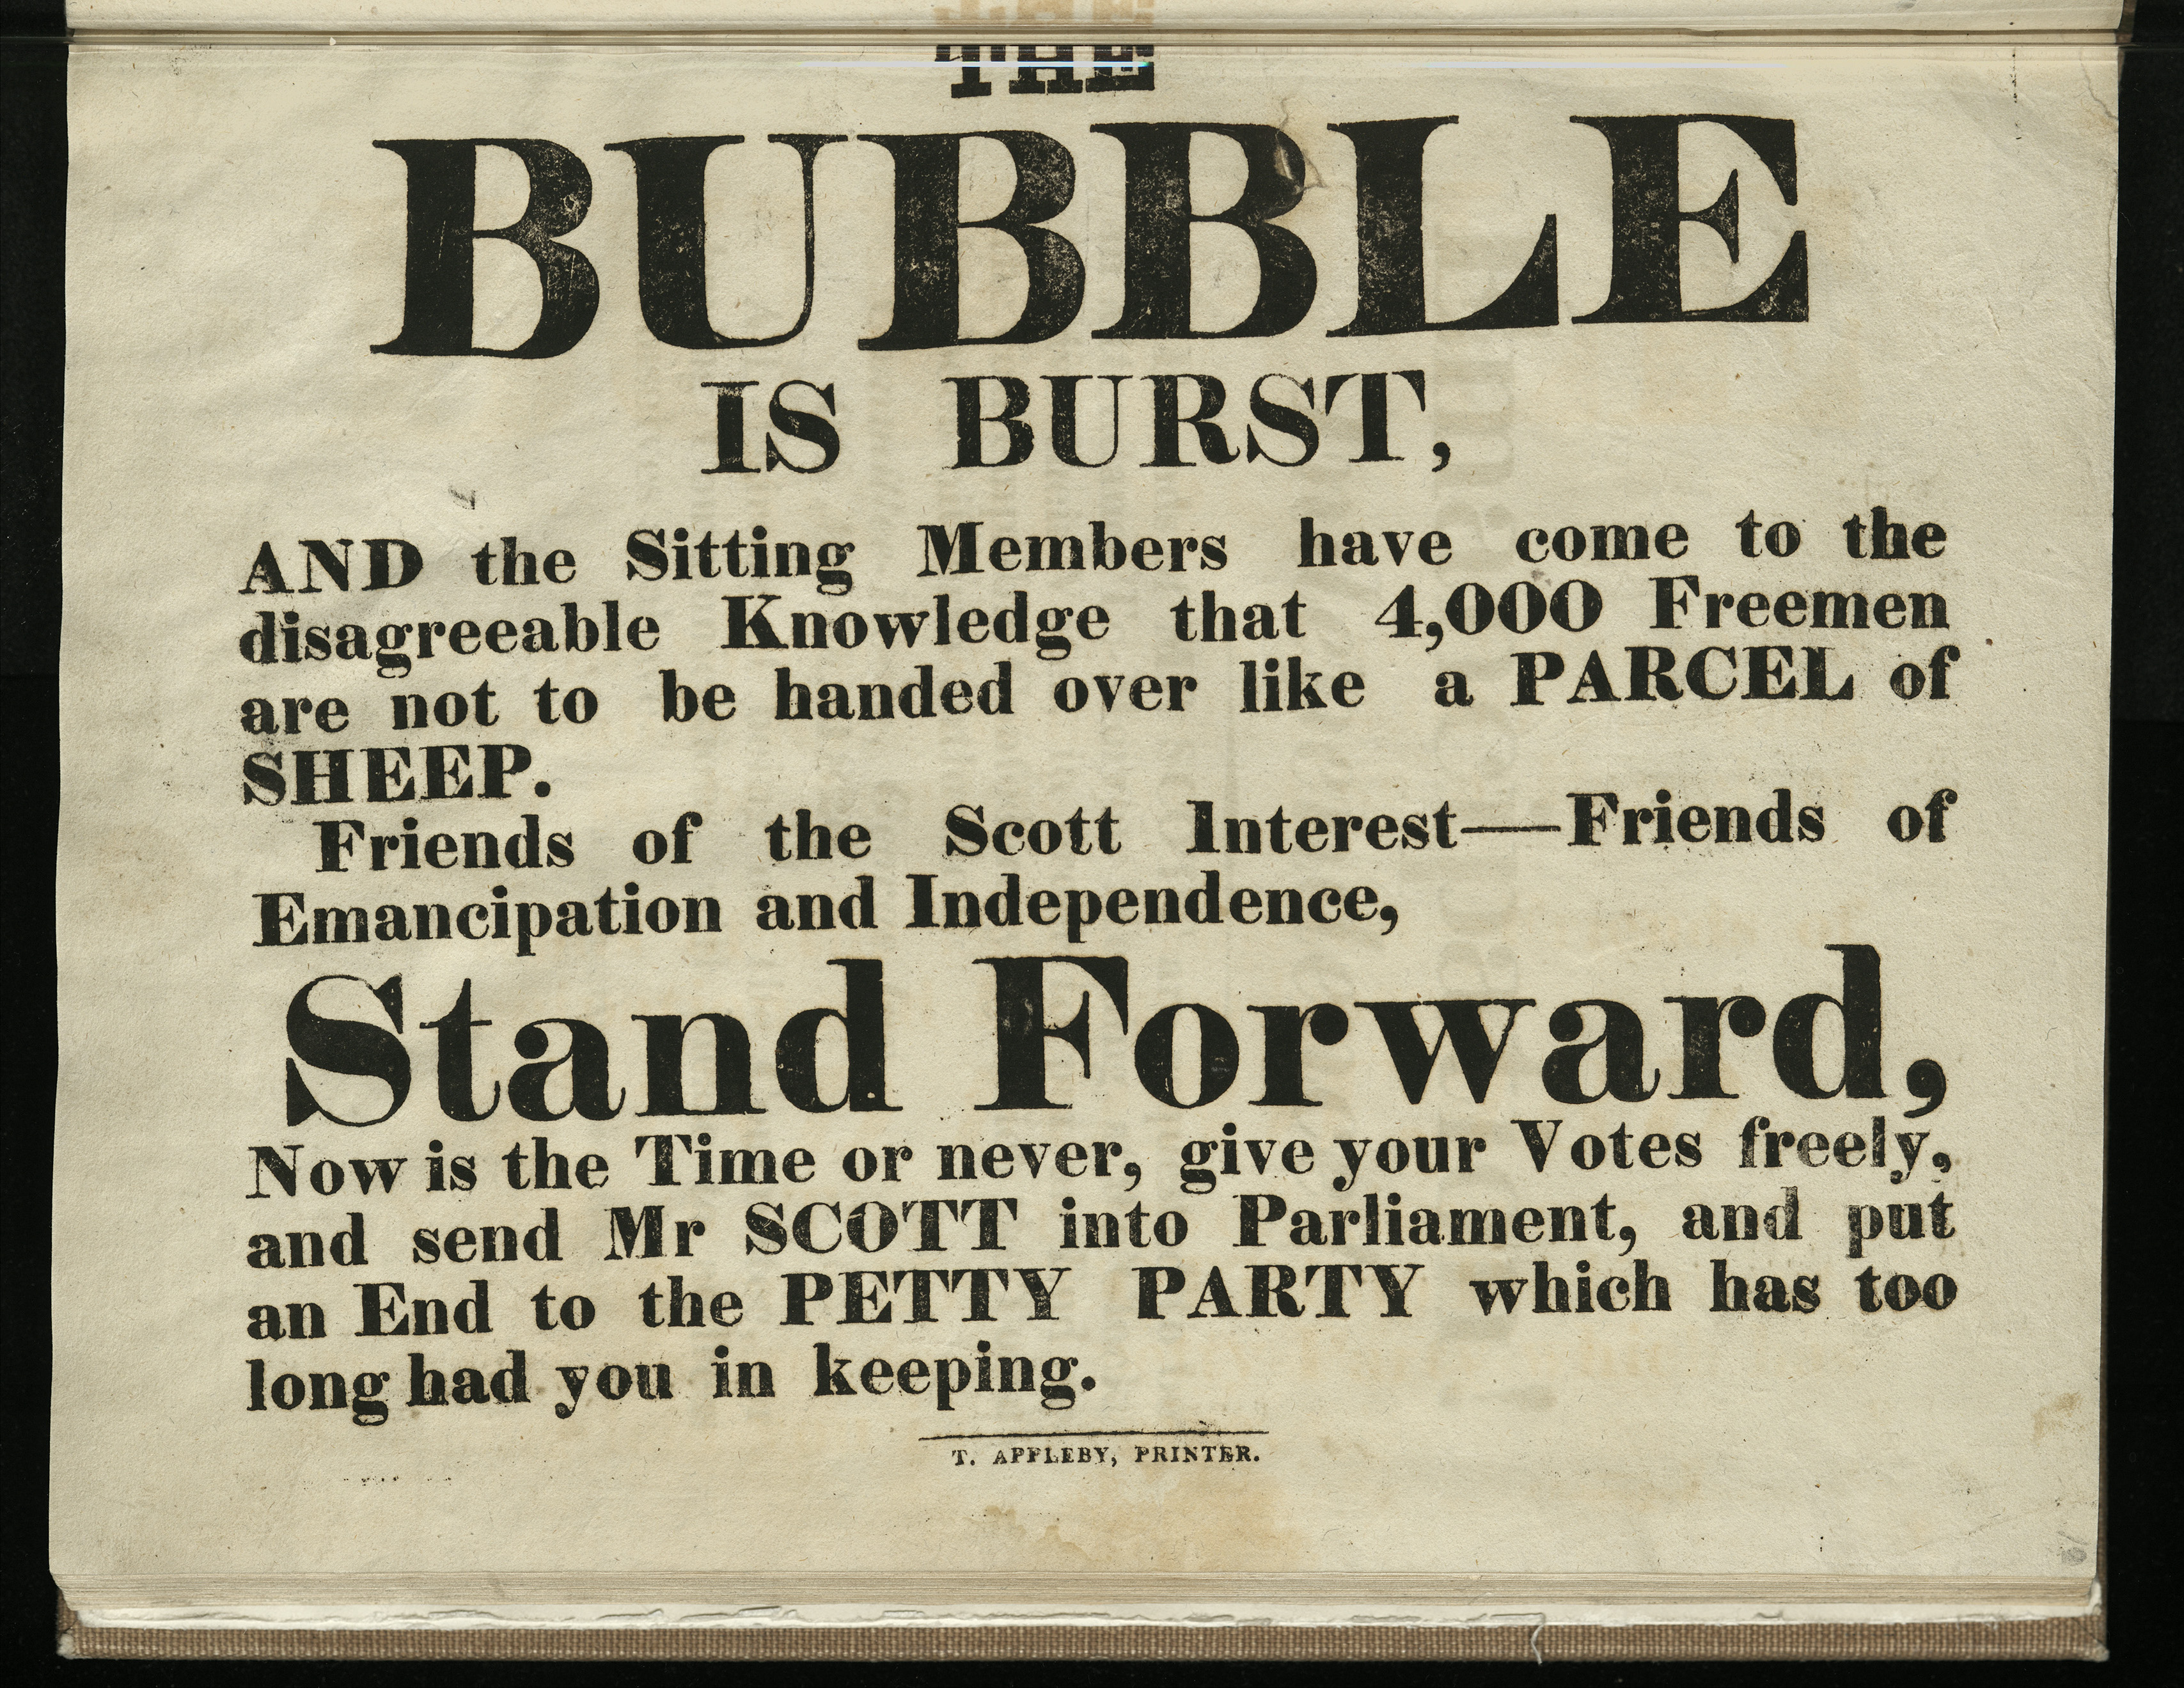 THE
BUBBLE
IS BURST,
AND the Sitting Members have come to the
disagreeable Knowledge that 4,000 Freemen
are not to be handed over like a PARCEL of
SHEEP.
Friends of the Scott Interest—Friends of
Emancipation and Independence,
Stand Forward,
Now is the Time or never, give your Votes freely,
and send Mr SCOTT into Parliament, and put
an End to the PETTY PARTY which has too
long had you in keeping.
T. APPLEBY, PRINTER.